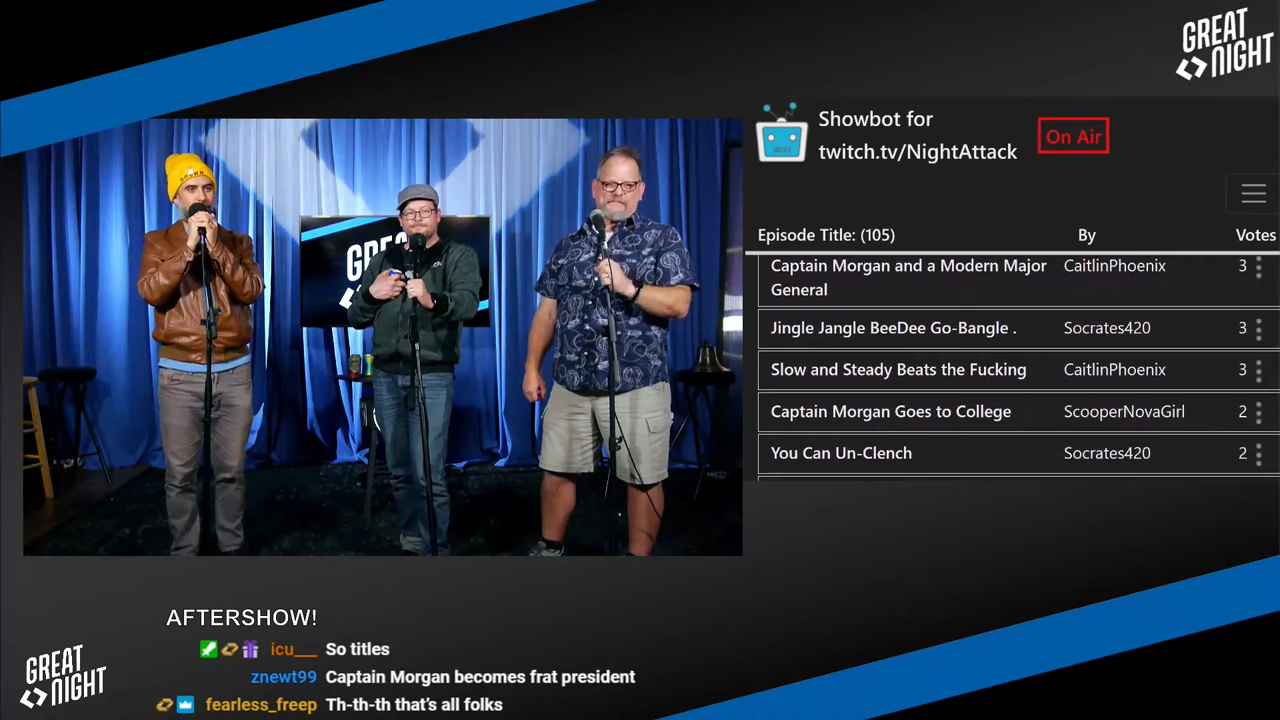 GREAT
NIGHT
Showbot for
twitch.tv/NightAttack
On Air
Episode Title: (105)
By
Votes
Captain Morgan and a Modern Major
General
CaitlinPhoenix
3
Jingle Jangle BeeDee Go-Bangle .
Socrates420
3
Slow and Steady Beats the Fucking
CaitlinPhoenix
3
Captain Morgan Goes to College
ScooperNovaGirl
2
You Can Un-Clench
Socrates420
2
GREA
AFTERSHOW!
icu___ So titles
znewt99 Captain Morgan becomes frat president
fearless_freep Th-th-th that's all folks
GREAT
NIGHT